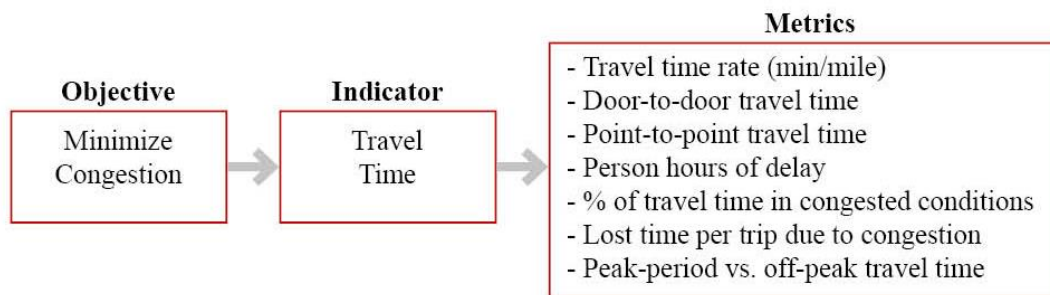 Objective
Minimize
Congestion
Indicator
Travel
Time
Metrics
- Travel time rate (min/mile)
- Door-to-door travel time
- Point-to-point travel time
- Person hours of delay
- % of travel time in congested conditions
- Lost time per trip due to congestion
- Peak-period vs. off-peak travel time